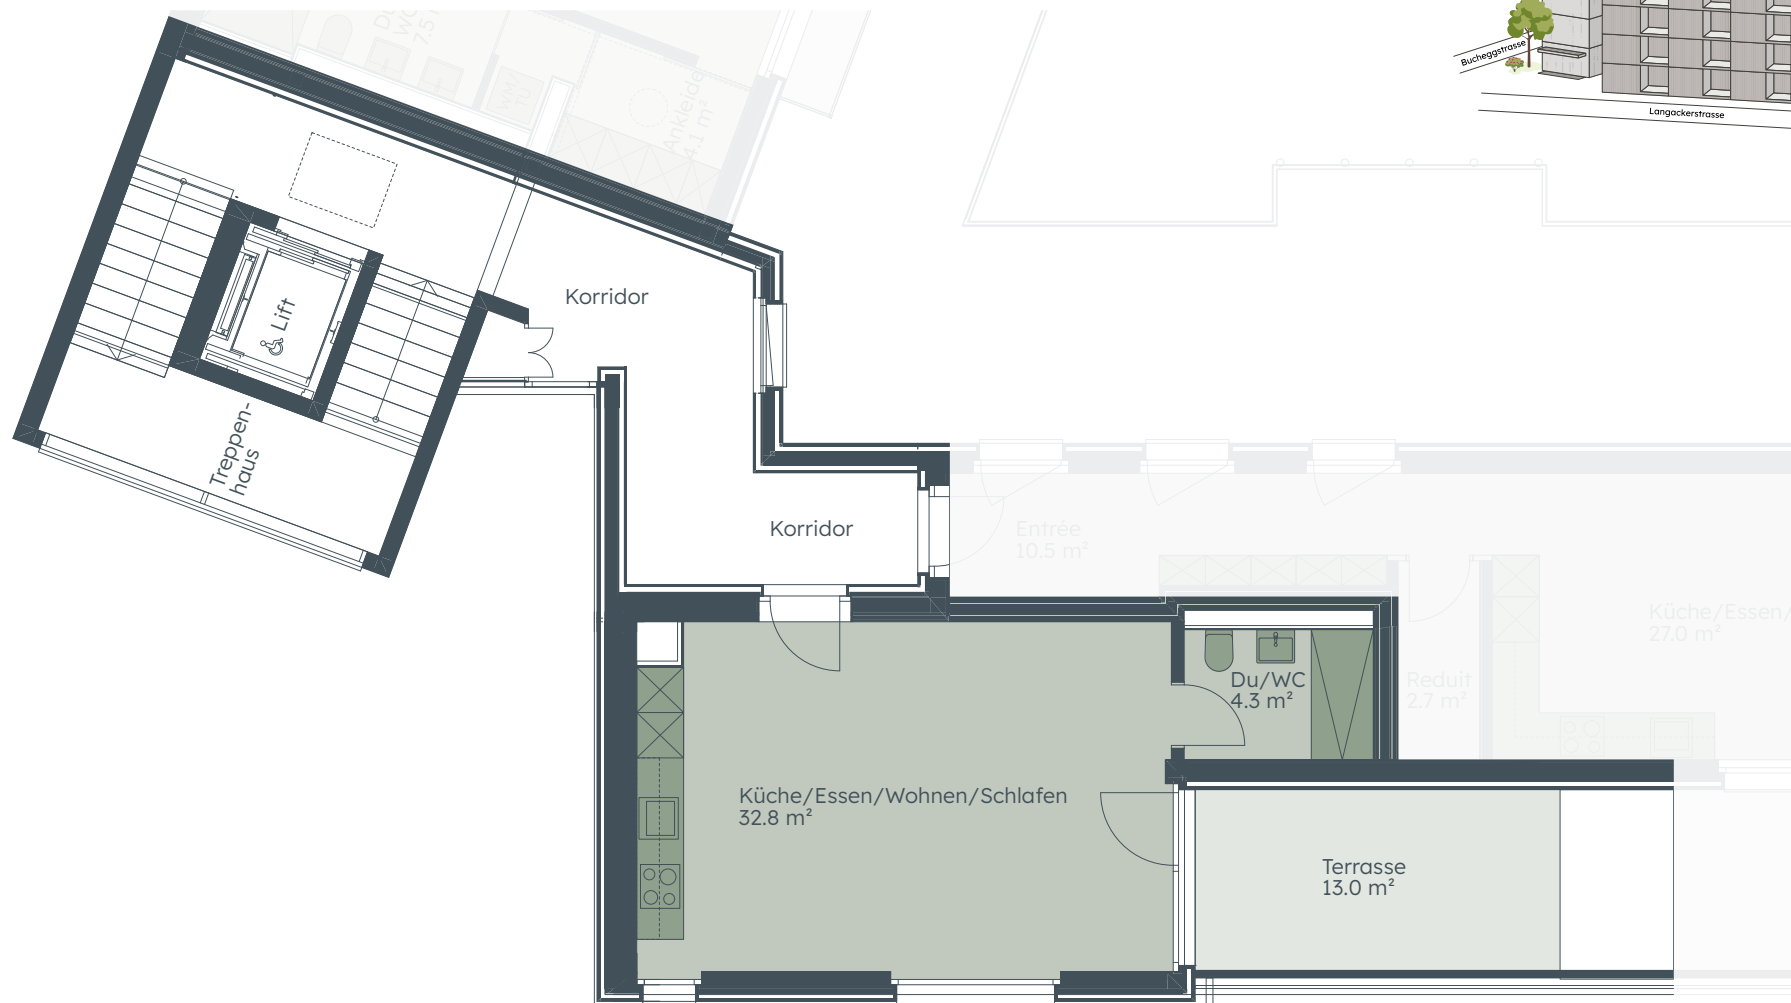 Bucheggstrasse
Langackerstrasse
WM
TU
Ankleide
4.1 m²
Korridor
Lift
Treppen-
haus
Korridor
Entrée
10.5 m²
Küche/Essen/
27.0 m²
Du/WC
4.3 m²
Reduit
2.7 m²
Küche/Essen/Wohnen/Schlafen
32.8 m²
Terrasse
13.0 m²